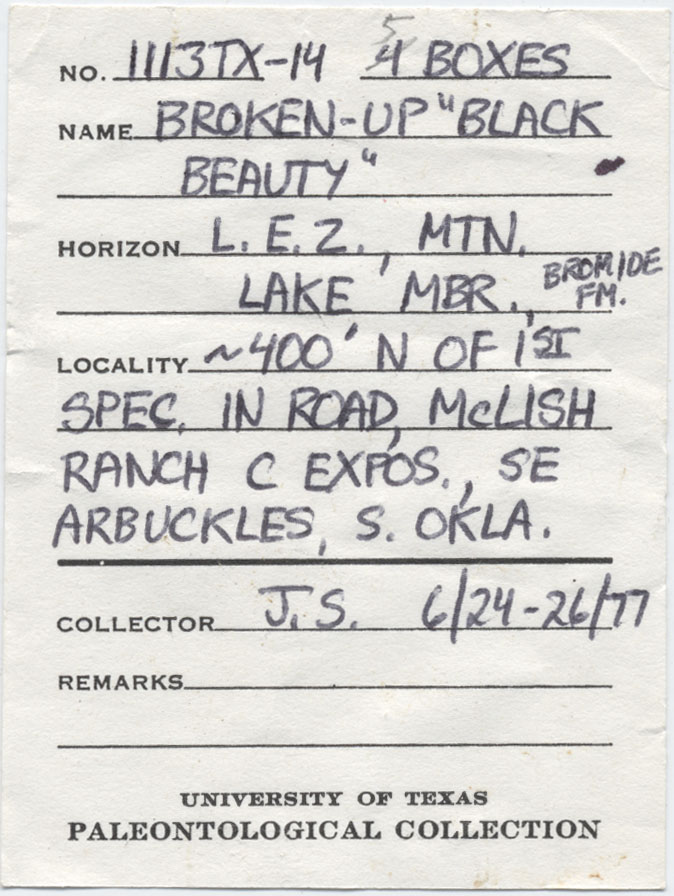 5
NO. 1113TX-14 4 BOXES
NAME BROKEN-UP "BLACK
BEAUTY"
HORIZON L. E. Z., MTN.
LAKE MBR., BROMIDE FM.
LOCALITY ~400' N OF 1ST
SPEC. IN ROAD, McLISH
RANCH C EXPOS., SE
ARBUCKLES, S. OKLA.
COLLECTOR J.S. 6/24-26/77
REMARKS
UNIVERSITY OF TEXAS
PALEONTOLOGICAL COLLECTION